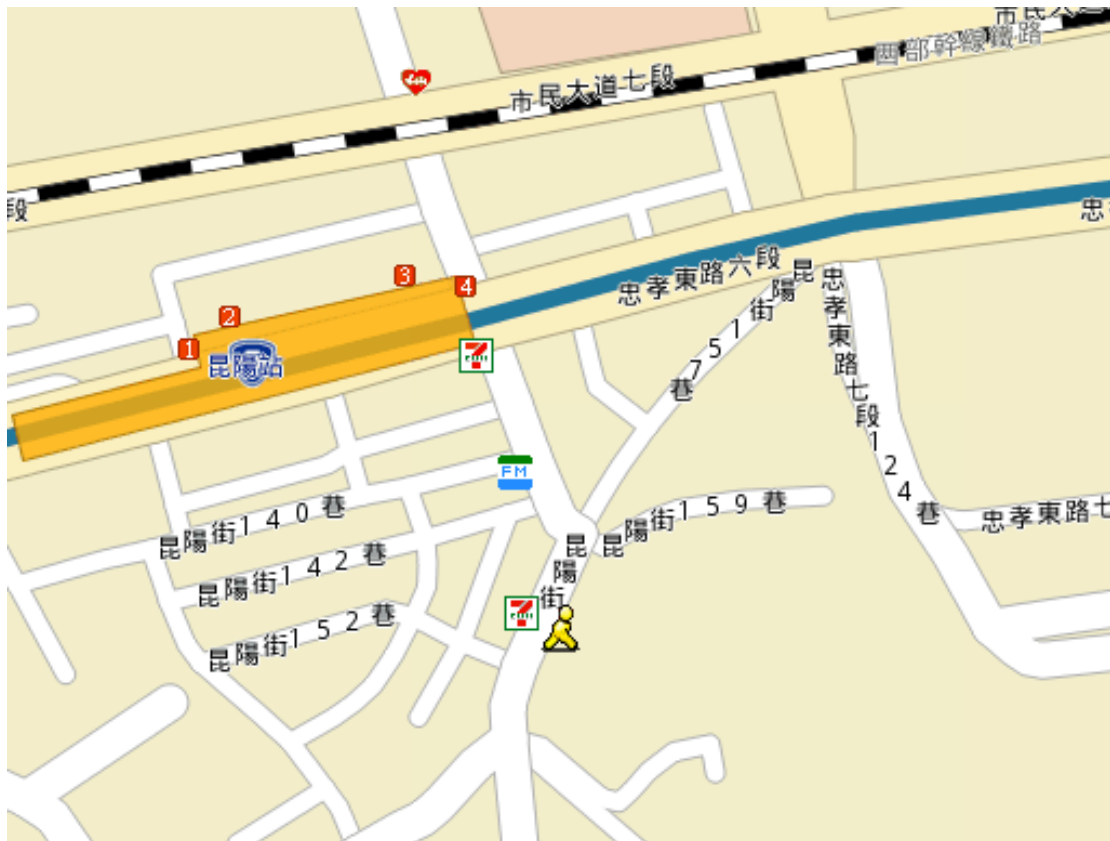 市民大道
西部幹線鐵路
市民大道七段
段
忠孝
忠孝東路六段
3
4
2
1
昆陽站
7
FM
昆陽街157巷
忠孝東路七段124巷
昆陽街159巷
忠孝東路七
昆陽街140巷
昆陽街142巷
昆陽街152巷
昆陽街
7